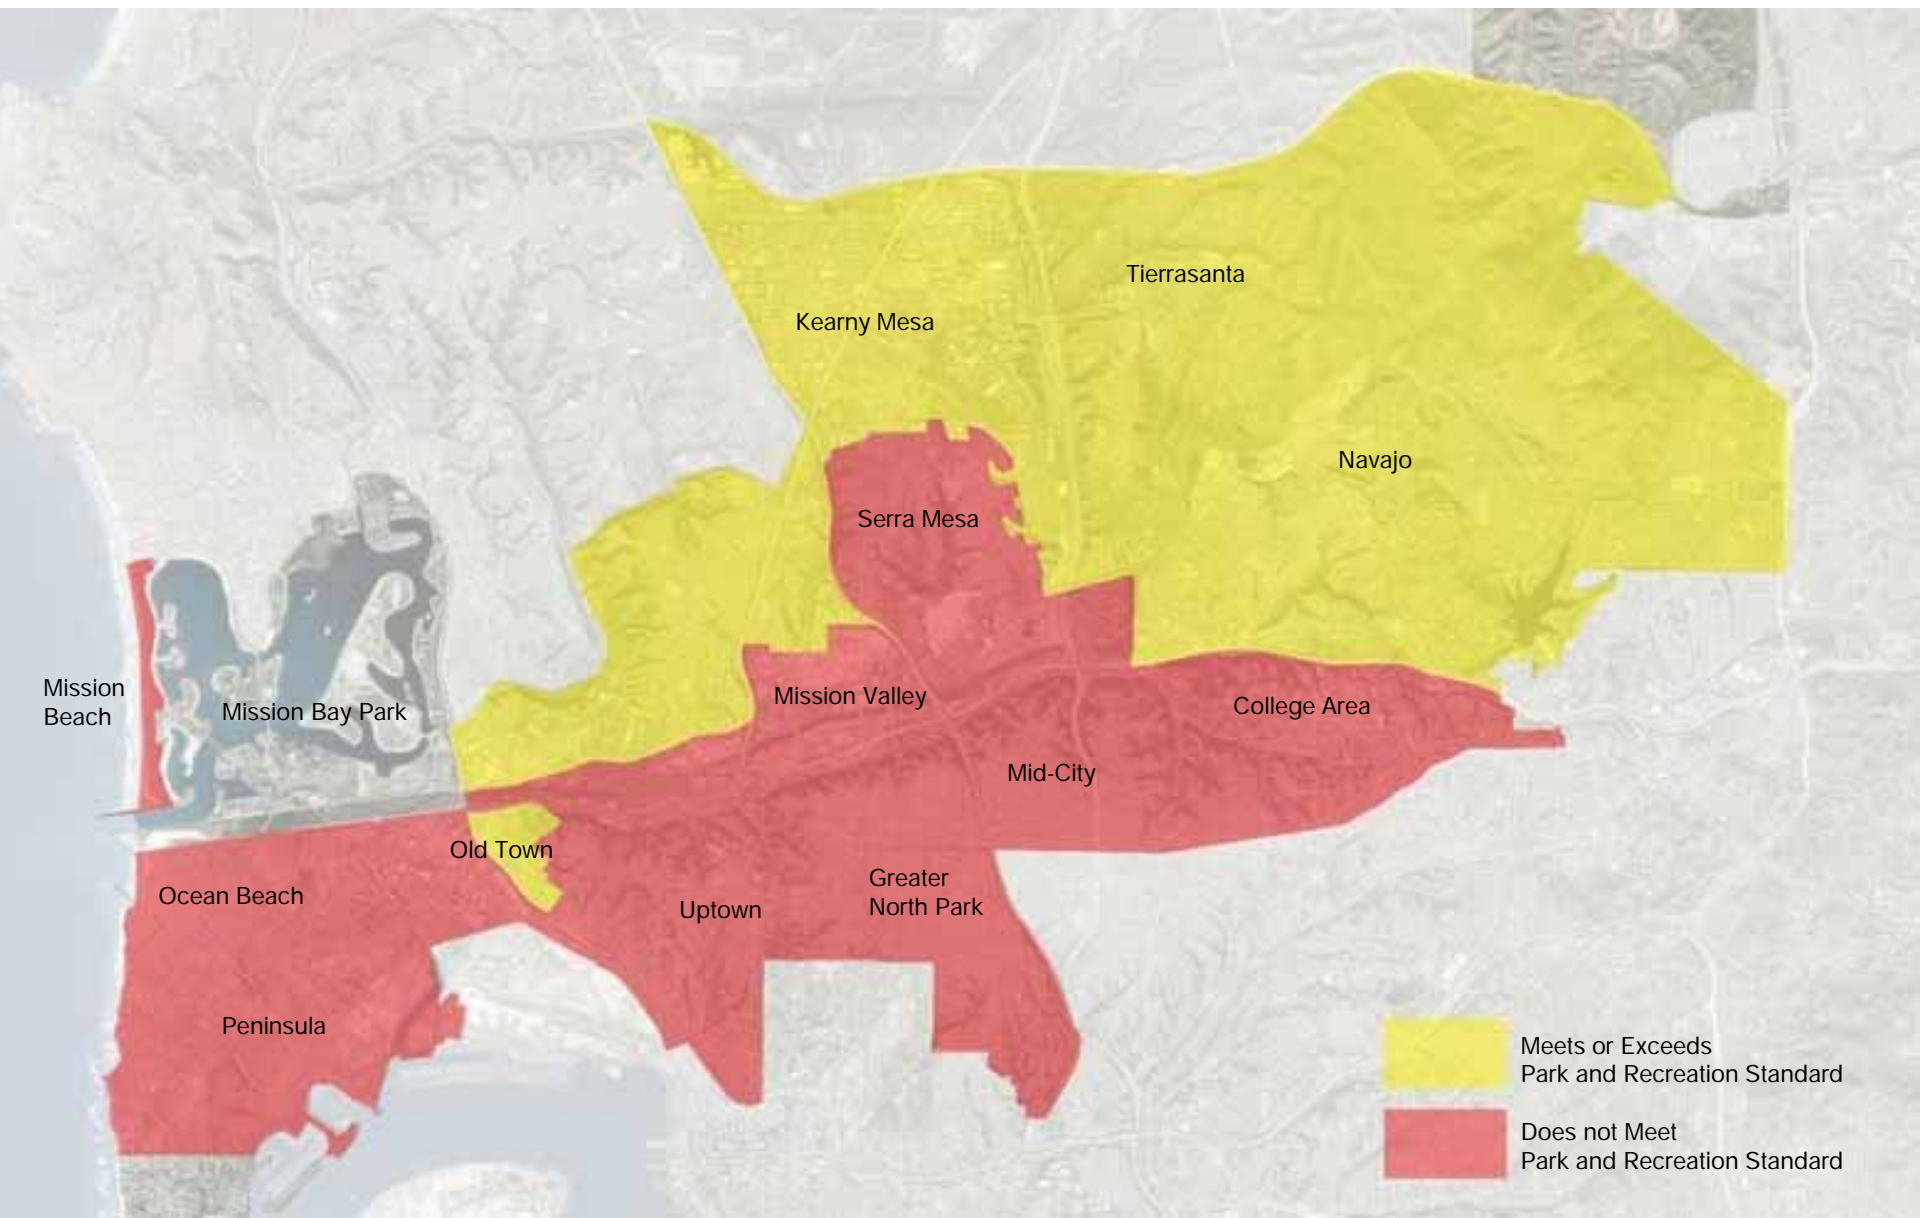 Tierrasanta
Kearny Mesa
Navajo
Serra Mesa
Mission
Beach
Mission Bay Park
Mission Valley
College Area
Mid-City
Old Town
Ocean Beach
Uptown
Greater
North Park
Peninsula
Meets or Exceeds
Park and Recreation Standard
Does not Meet
Park and Recreation Standard